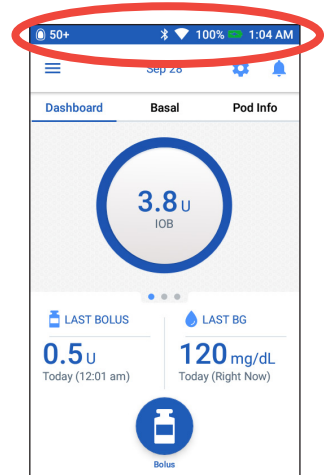 50+ 100% 1:04 AM
Sep 28
Dashboard Basal Pod Info
3.8 U
IOB
LAST BOLUS LAST BG
0.5 U 120 mg/dL
Today (12:01 am) Today (Right Now)
Bolus